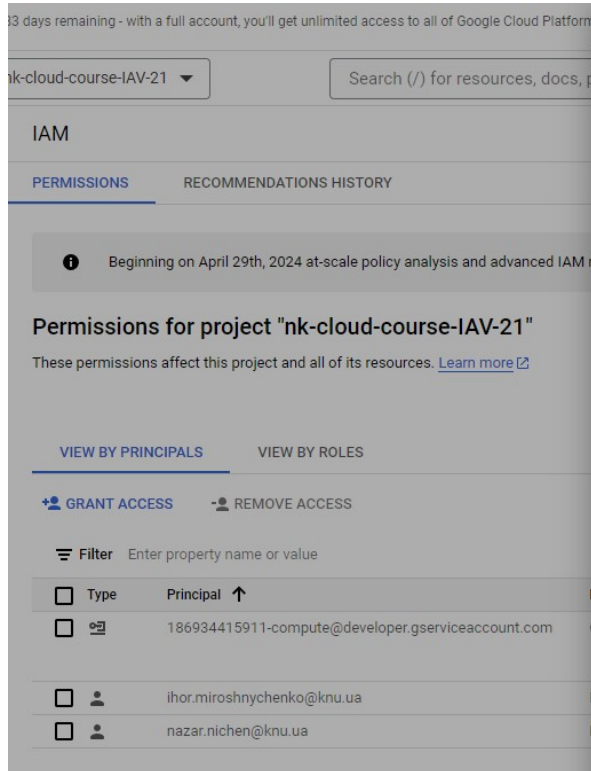 days remaining - with a full account, you'll get unlimited access to all of Google Cloud Platform
nk-cloud-course-IAV-21 Search (/) for resources, docs,
IAM
PERMISSIONS RECOMMENDATIONS HISTORY
Beginning on April 29th, 2024 at-scale policy analysis and advanced IAM
Permissions for project "nk-cloud-course-IAV-21"
These permissions affect this project and all of its resources. Learn more
VIEW BY PRINCIPALS VIEW BY ROLES
GRANT ACCESS REMOVE ACCESS
Filter Enter property name or value
Type Principal
186934415911-compute@developer.gserviceaccount.com
ihor.miroshnychenko@knu.ua
nazar.nichen@knu.ua